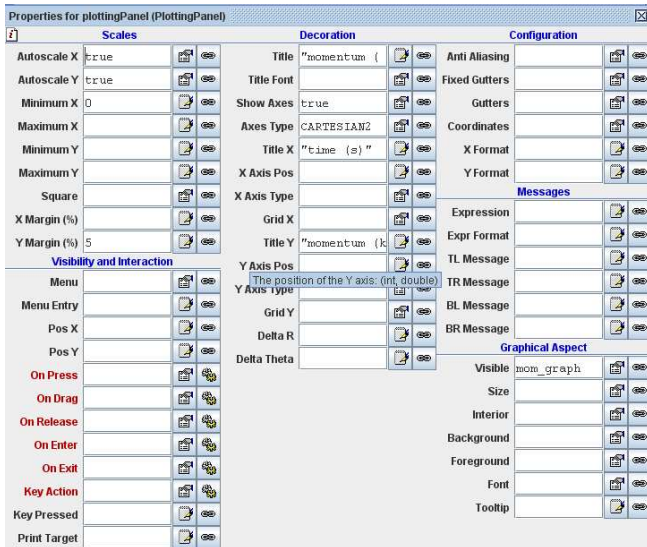 Properties for plottingPanel (PlottingPanel)
Scales
Autoscale X true
Autoscale Y true
Minimum X 0
Maximum X
Minimum Y
Maximum Y
Square
X Margin (%)
Y Margin (%) 5
Visibility and Interaction
Menu
Menu Entry
Pos X
Pos Y
On Press
On Drag
On Release
On Enter
On Exit
Key Action
Key Pressed
Print Target
Decoration
Title "momentum (
Title Font
Show Axes true
Axes Type CARTESIAN2
Title X "time (s)"
X Axis Pos
X Axis Type
Grid X
Title Y "momentum (k
Y Axis Pos
The position of the Y axis: (int, double)
Y Axis Type
Grid Y
Delta R
Delta Theta
Configuration
Anti Aliasing
Fixed Gutters
Gutters
Coordinates
X Format
Y Format
Messages
Expression
Expr Format
TL Message
TR Message
BL Message
BR Message
Graphical Aspect
Visible mom_graph
Size
Interior
Background
Foreground
Font
Tooltip